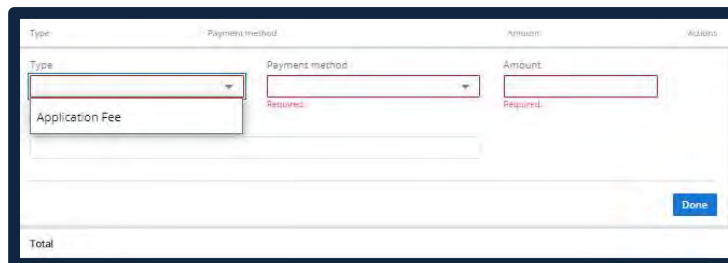 Type Payment method Amount Actions
Type Payment method Amount
Required. Required.
Application Fee
Done
Total